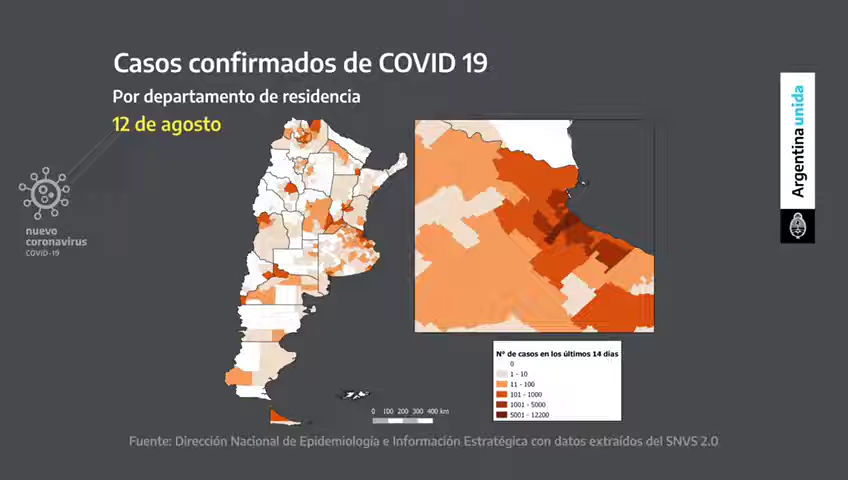 Casos confirmados de COVID 19
Por departamento de residencia
12 de agosto
nuevo
coronavirus
COVID-19
Argentina unida
N° de casos en los últimos 14 días
0
1 - 10
11 - 100
101 - 1000
1001 - 5000
5001 - 12200
0 100 200 300 400 km
Fuente: Dirección Nacional de Epidemiología e Información Estratégica con datos extraídos del SNVS 2.0